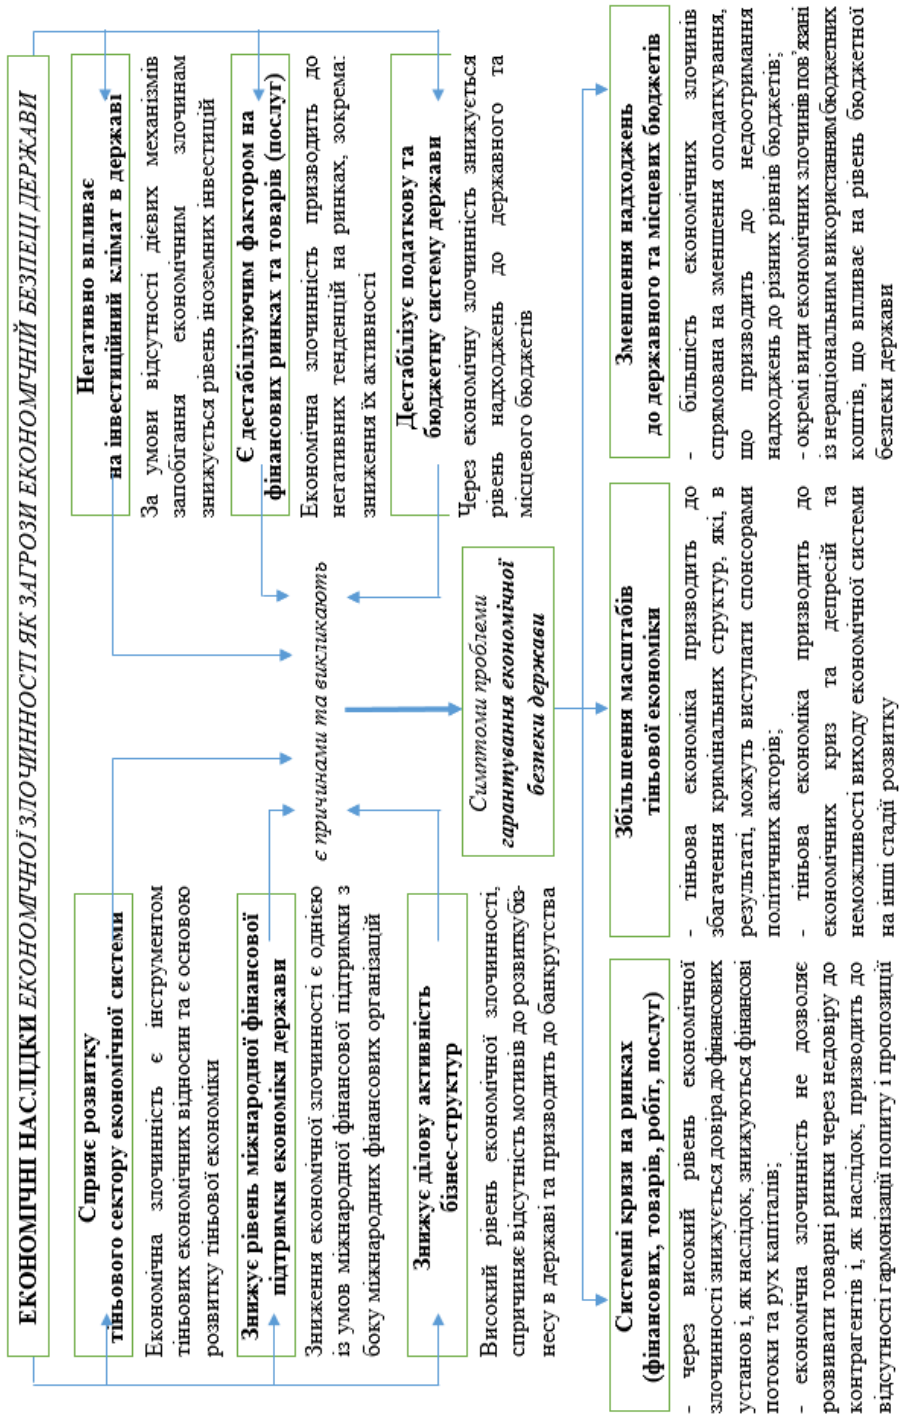 ЕКОНОМІЧНІ НАСЛІДКИ ЕКОНОМІЧНОЇ ЗЛОЧИННОСТІ ЯК ЗАГРОЗИ ЕКОНОМІЧНІЙ БЕЗПЕЦІ ДЕРЖАВИ
Сприяє розвитку
тіньового сектору економічної системи
Економічна злочинність є інструментом
тіньових економічних відносин та є основою
розвитку тіньової економіки
Знижує рівень міжнародної фінансової
підтримки економіки держави
Зниження економічної злочинності є однією
із умов міжнародної фінансової підтримки з
боку міжнародних фінансових організацій
Знижує ділову активність
бізнес-структур
Високий рівень економічної злочинності,
спричиняє відсутність мотивів до розвитку біз-
несу в державі та призводить до банкрутства
Негативно впливає
на інвестиційний клімат в державі
За умови відсутності дієвих механізмів
запобігання економічним злочинам
знижується рівень іноземних інвестицій
Є дестабілізуючим фактором на
фінансових ринках та товарів (послуг)
Економічна злочинність призводить до
негативних тенденцій на ринках, зокрема:
зниження їх активності
Дестабілізує податкову та
бюджетну систему держави
Через економічну злочинність знижується
рівень надходжень до державного та
місцевого бюджетів
є причинами та викликають
Симптоми проблеми
гарантування економічної
безпеки держави
Системні кризи на ринках
(фінансових, товарів, робіт, послуг)
- через високий рівень економічної
злочинності знижується довіра до фінансових
установ і, як наслідок, знижуються фінансові
потоки та рух капіталів;
- економічна злочинність не дозволяє
розвивати товарні ринки через недовіру до
контрагентів і, як наслідок, призводить до
відсутності гармонізації попиту і пропозиції
Збільшення масштабів
тіньової економіки
- тіньова економіка призводить до
збагачення кримінальних структур, які, в
результаті, можуть виступати спонсорами
політичних акторів;
- тіньова економіка призводить до
економічних криз та депресій та
неможливості виходу економічної системи
на інші стадії розвитку
Зменшення надходжень
до державного та місцевих бюджетів
- більшість економічних злочинів
спрямована на зменшення оподаткування,
що призводить до недоотримання
надходжень до різних рівнів бюджетів;
- окремі види економічних злочинів пов'язані
із нераціональним використанням бюджетних
коштів, що впливає на рівень бюджетної
безпеки держави